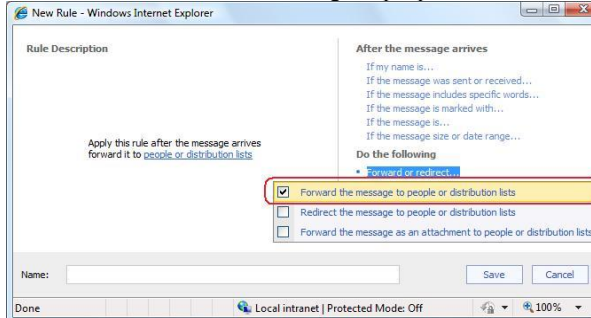 New Rule - Windows Internet Explorer
Rule Description
After the message arrives
If my name is...
If the message was sent or received...
If the message includes specific words...
If the message is marked with...
If the message is...
If the message size or date range...
Apply this rule after the message arrives
forward it to people or distribution lists
Do the following
Forward or redirect...
Forward the message to people or distribution lists
Redirect the message to people or distribution lists
Forward the message as an attachment to people or distribution lists
Name:
Save
Cancel
Done
Local intranet | Protected Mode: Off
100%